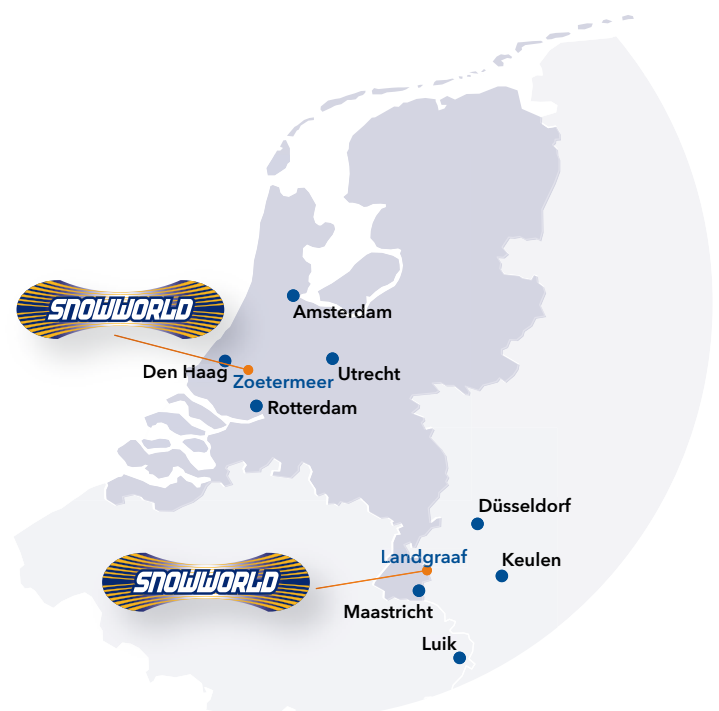 SNOWWORLD
Amsterdam
Den Haag
Zoetermeer
Utrecht
Rotterdam
Düsseldorf
Landgraaf
Keulen
SNOWWORLD
Maastricht
Luik